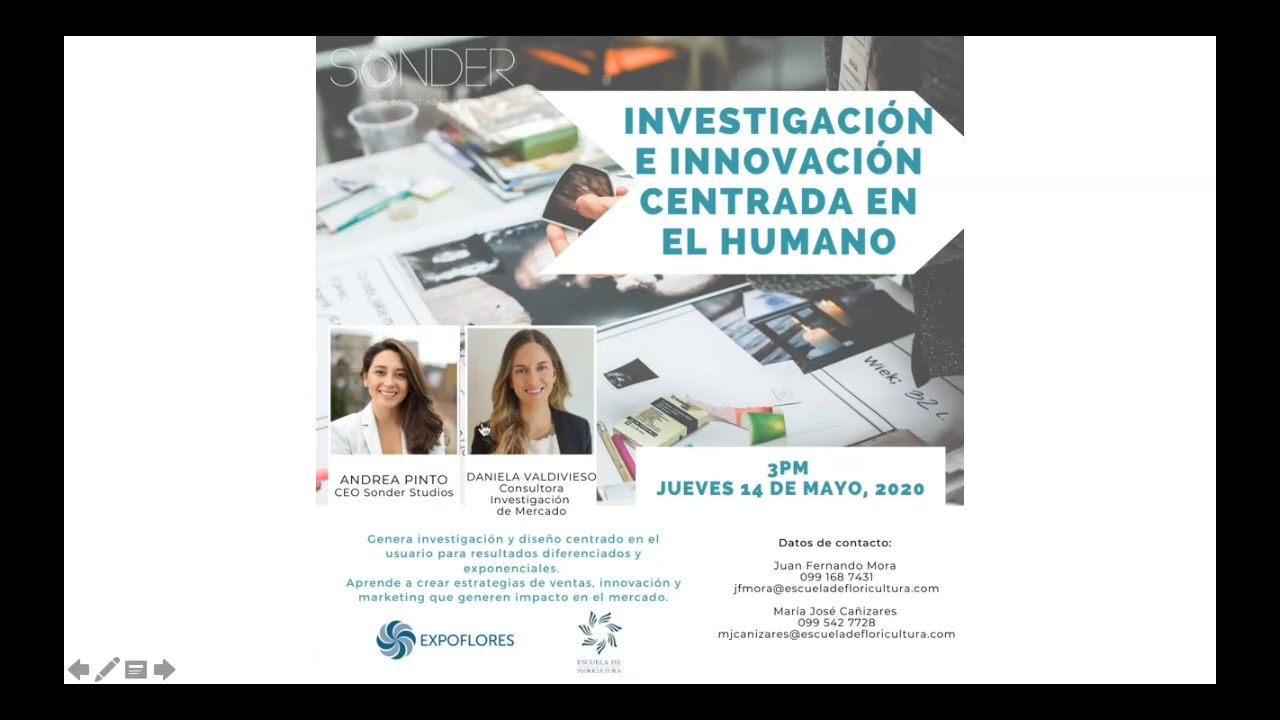 SONDER
INVESTIGACIÓN
E INNOVACIÓN
CENTRADA EN
EL HUMANO
Wiek; 32 l.
ANDREA PINTO
CEO Sonder Studios
DANIELA VALDIVIESO
Consultora
Investigación
de Mercado
3PM
JUEVES 14 DE MAYO, 2020
Genera investigación y diseño centrado en el
usuario para resultados diferenciados y
exponenciales.
Aprende a crear estrategias de ventas, innovación y
marketing que generen impacto en el mercado.
EXPOFLORES
ESCUELA DE
FLORICULTURA
Datos de contacto:
Juan Fernando Mora
099 168 7431
jfmora@escueladefloricultura.com
María José Cañizares
099 542 7728
mjcanizares@escueladefloricultura.com